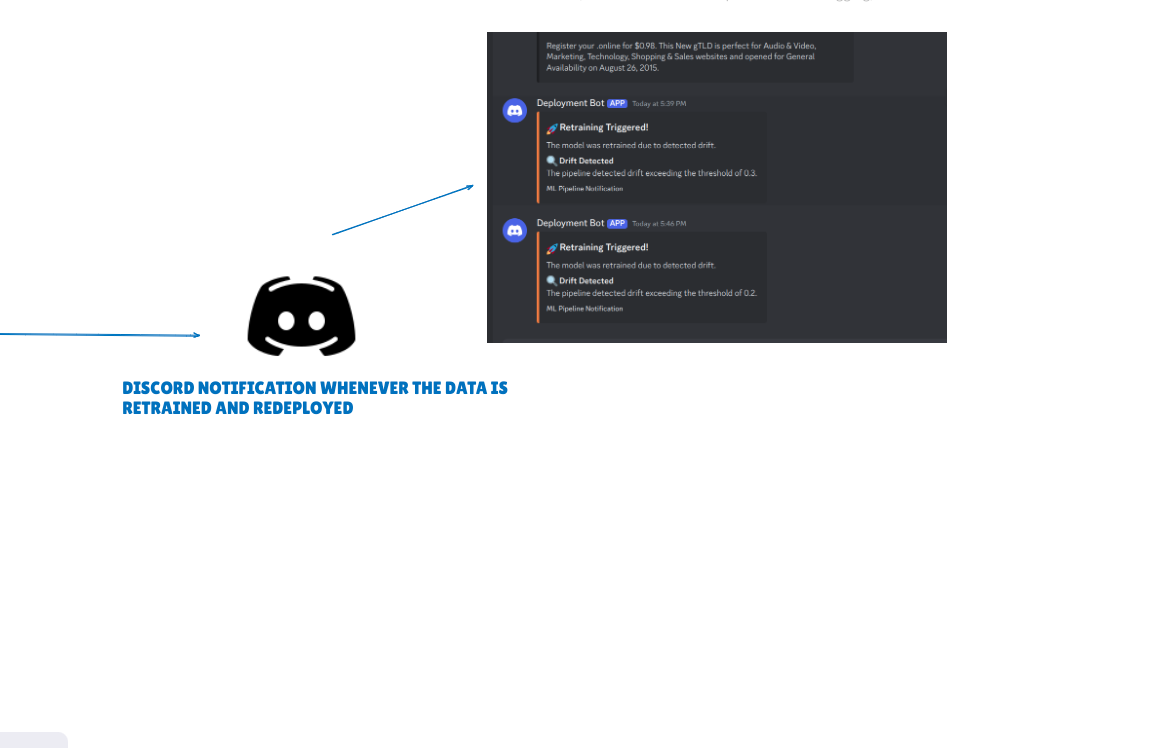 Register your .online for $0.98. This New gTLD is perfect for Audio & Video,
Marketing, Technology, Shopping & Sales websites and opened for General
Availability on August 26, 2015.
Deployment Bot APP Today at 5:39 PM
🚀 Retraining Triggered!
The model was retrained due to detected drift.
🔍 Drift Detected
The pipeline detected drift exceeding the threshold of 0.3.
ML Pipeline Notification
Deployment Bot APP Today at 5:46 PM
🚀 Retraining Triggered!
The model was retrained due to detected drift.
🔍 Drift Detected
The pipeline detected drift exceeding the threshold of 0.2.
ML Pipeline Notification
DISCORD NOTIFICATION WHENEVER THE DATA IS
RETRAINED AND REDEPLOYED